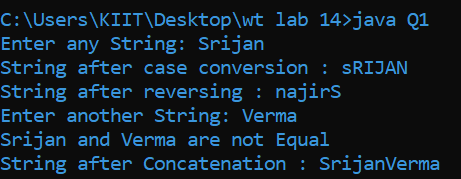 C:\Users\KIIT\Desktop\wt lab 14>java Q1
Enter any String: Srijan
String after case conversion : sRIJAN
String after reversing : najirS
Enter another String: Verma
Srijan and Verma are not Equal
String after Concatenation : SrijanVerma